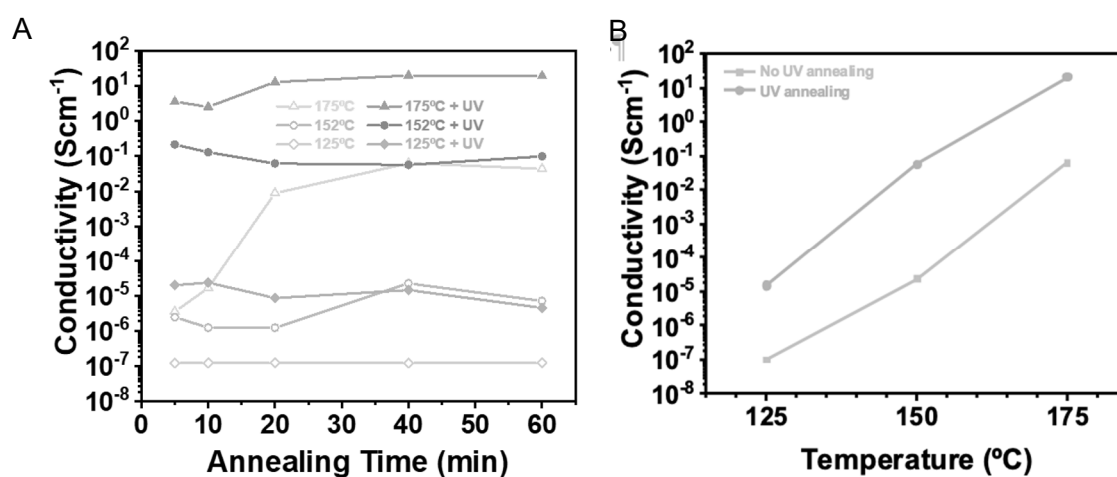 A
Conductivity (Scm⁻¹)
10²
10¹
10⁰
10⁻¹
10⁻²
10⁻³
10⁻⁴
10⁻⁵
10⁻⁶
10⁻⁷
10⁻⁸
175ºC 175ºC + UV
152ºC 152ºC + UV
125ºC 125ºC + UV
0 10 20 30 40 50 60
Annealing Time (min)
B
¶
Conductivity (Scm⁻¹)
10²
10¹
10⁰
10⁻¹
10⁻²
10⁻³
10⁻⁴
10⁻⁵
10⁻⁶
10⁻⁷
10⁻⁸
No UV annealing
UV annealing
125 150 175
Temperature (ºC)